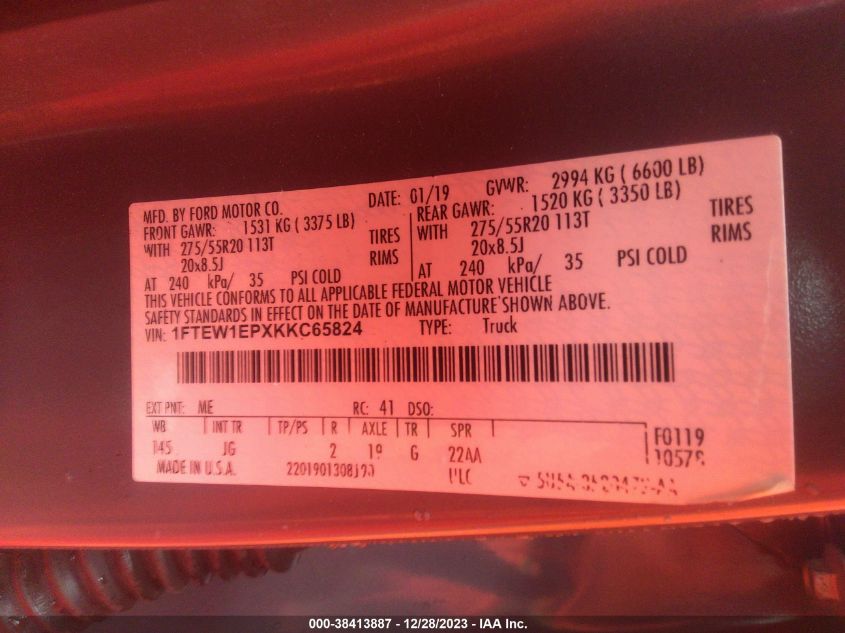 MFD. BY FORD MOTOR CO. DATE: 01/19 GVWR: 2994 KG ( 6600 LB)
FRONT GAWR: 1531 KG ( 3375 LB) REAR GAWR: 1520 KG ( 3350 LB)
WITH 275/55R20 113T TIRES WITH 275/55R20 113T TIRES
20x8.5J RIMS 20x8.5J RIMS
AT 240 kPa/ 35 PSI COLD AT 240 kPa/ 35 PSI COLD
THIS VEHICLE CONFORMS TO ALL APPLICABLE FEDERAL MOTOR VEHICLE
SAFETY STANDARDS IN EFFECT ON THE DATE OF MANUFACTURE SHOWN ABOVE.
VIN: 1FTEW1EPXKKC65824 TYPE: Truck
EXT PNT: ME RC: 41 DSO:
WB INT TR TP/PS R AXLE TR SPR F0119
145 JG 2 19 G 22AA
MADE IN U.S.A.
000-38413887 - 12/28/2023 - IAA Inc.